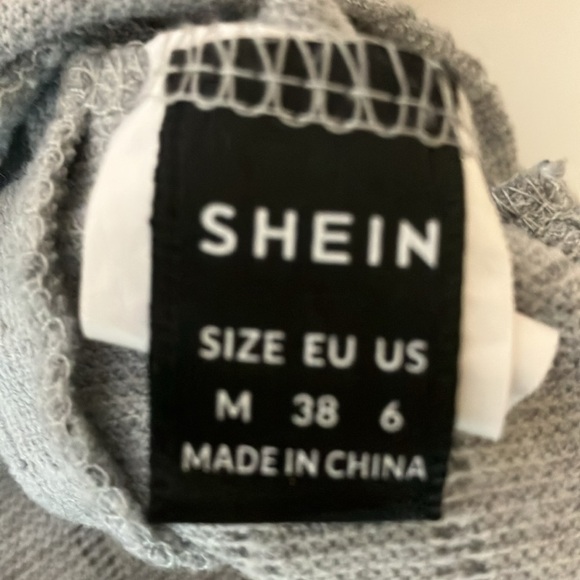 SHEIN
SIZE EU US
M 38 6
MADE IN CHINA